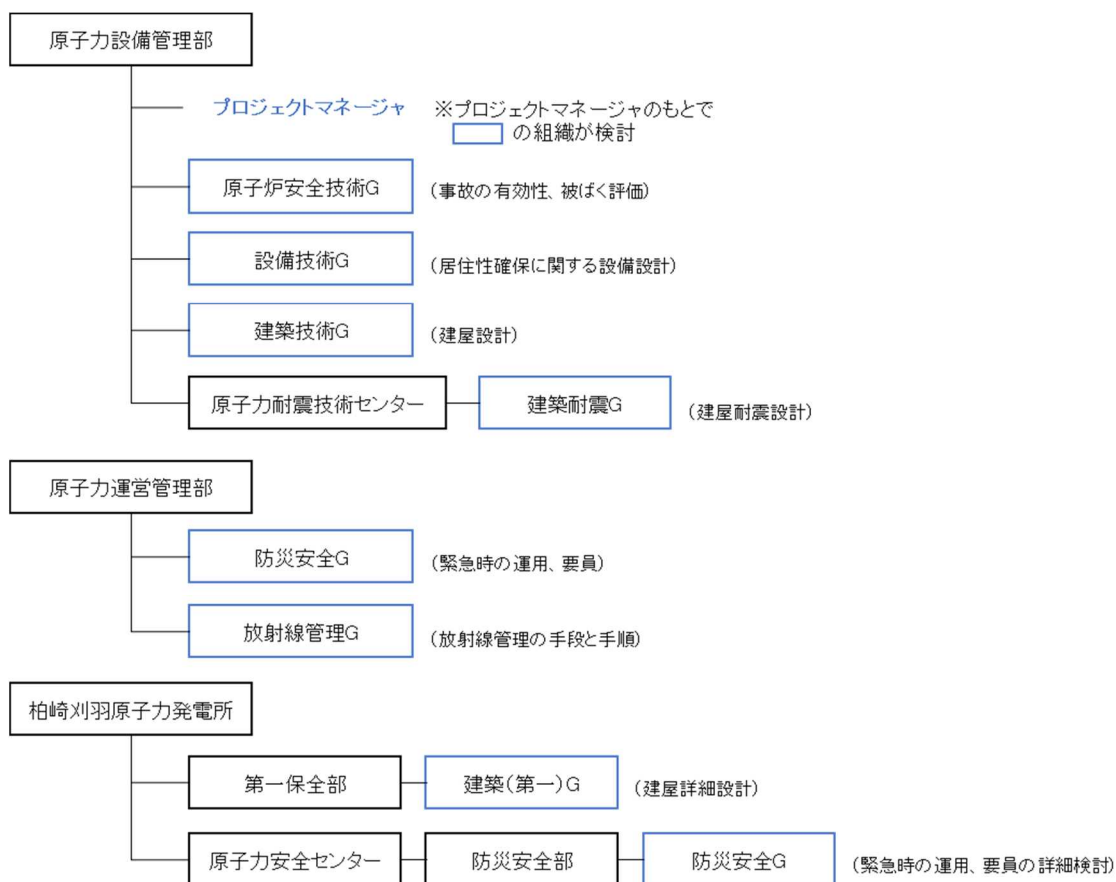 原子力設備管理部
プロジェクトマネージャ ※プロジェクトマネージャのもとで
の組織が検討
原子炉安全技術G (事故の有効性、被ばく評価)
設備技術G (居住性確保に関する設備設計)
建築技術G (建屋設計)
原子力耐震技術センター 建築耐震G (建屋耐震設計)
原子力運営管理部
防災安全G (緊急時の運用、要員)
放射線管理G (放射線管理の手段と手順)
柏崎刈羽原子力発電所
第一保全部 建築(第一)G (建屋詳細設計)
原子力安全センター 防災安全部 防災安全G (緊急時の運用、要員の詳細検討)